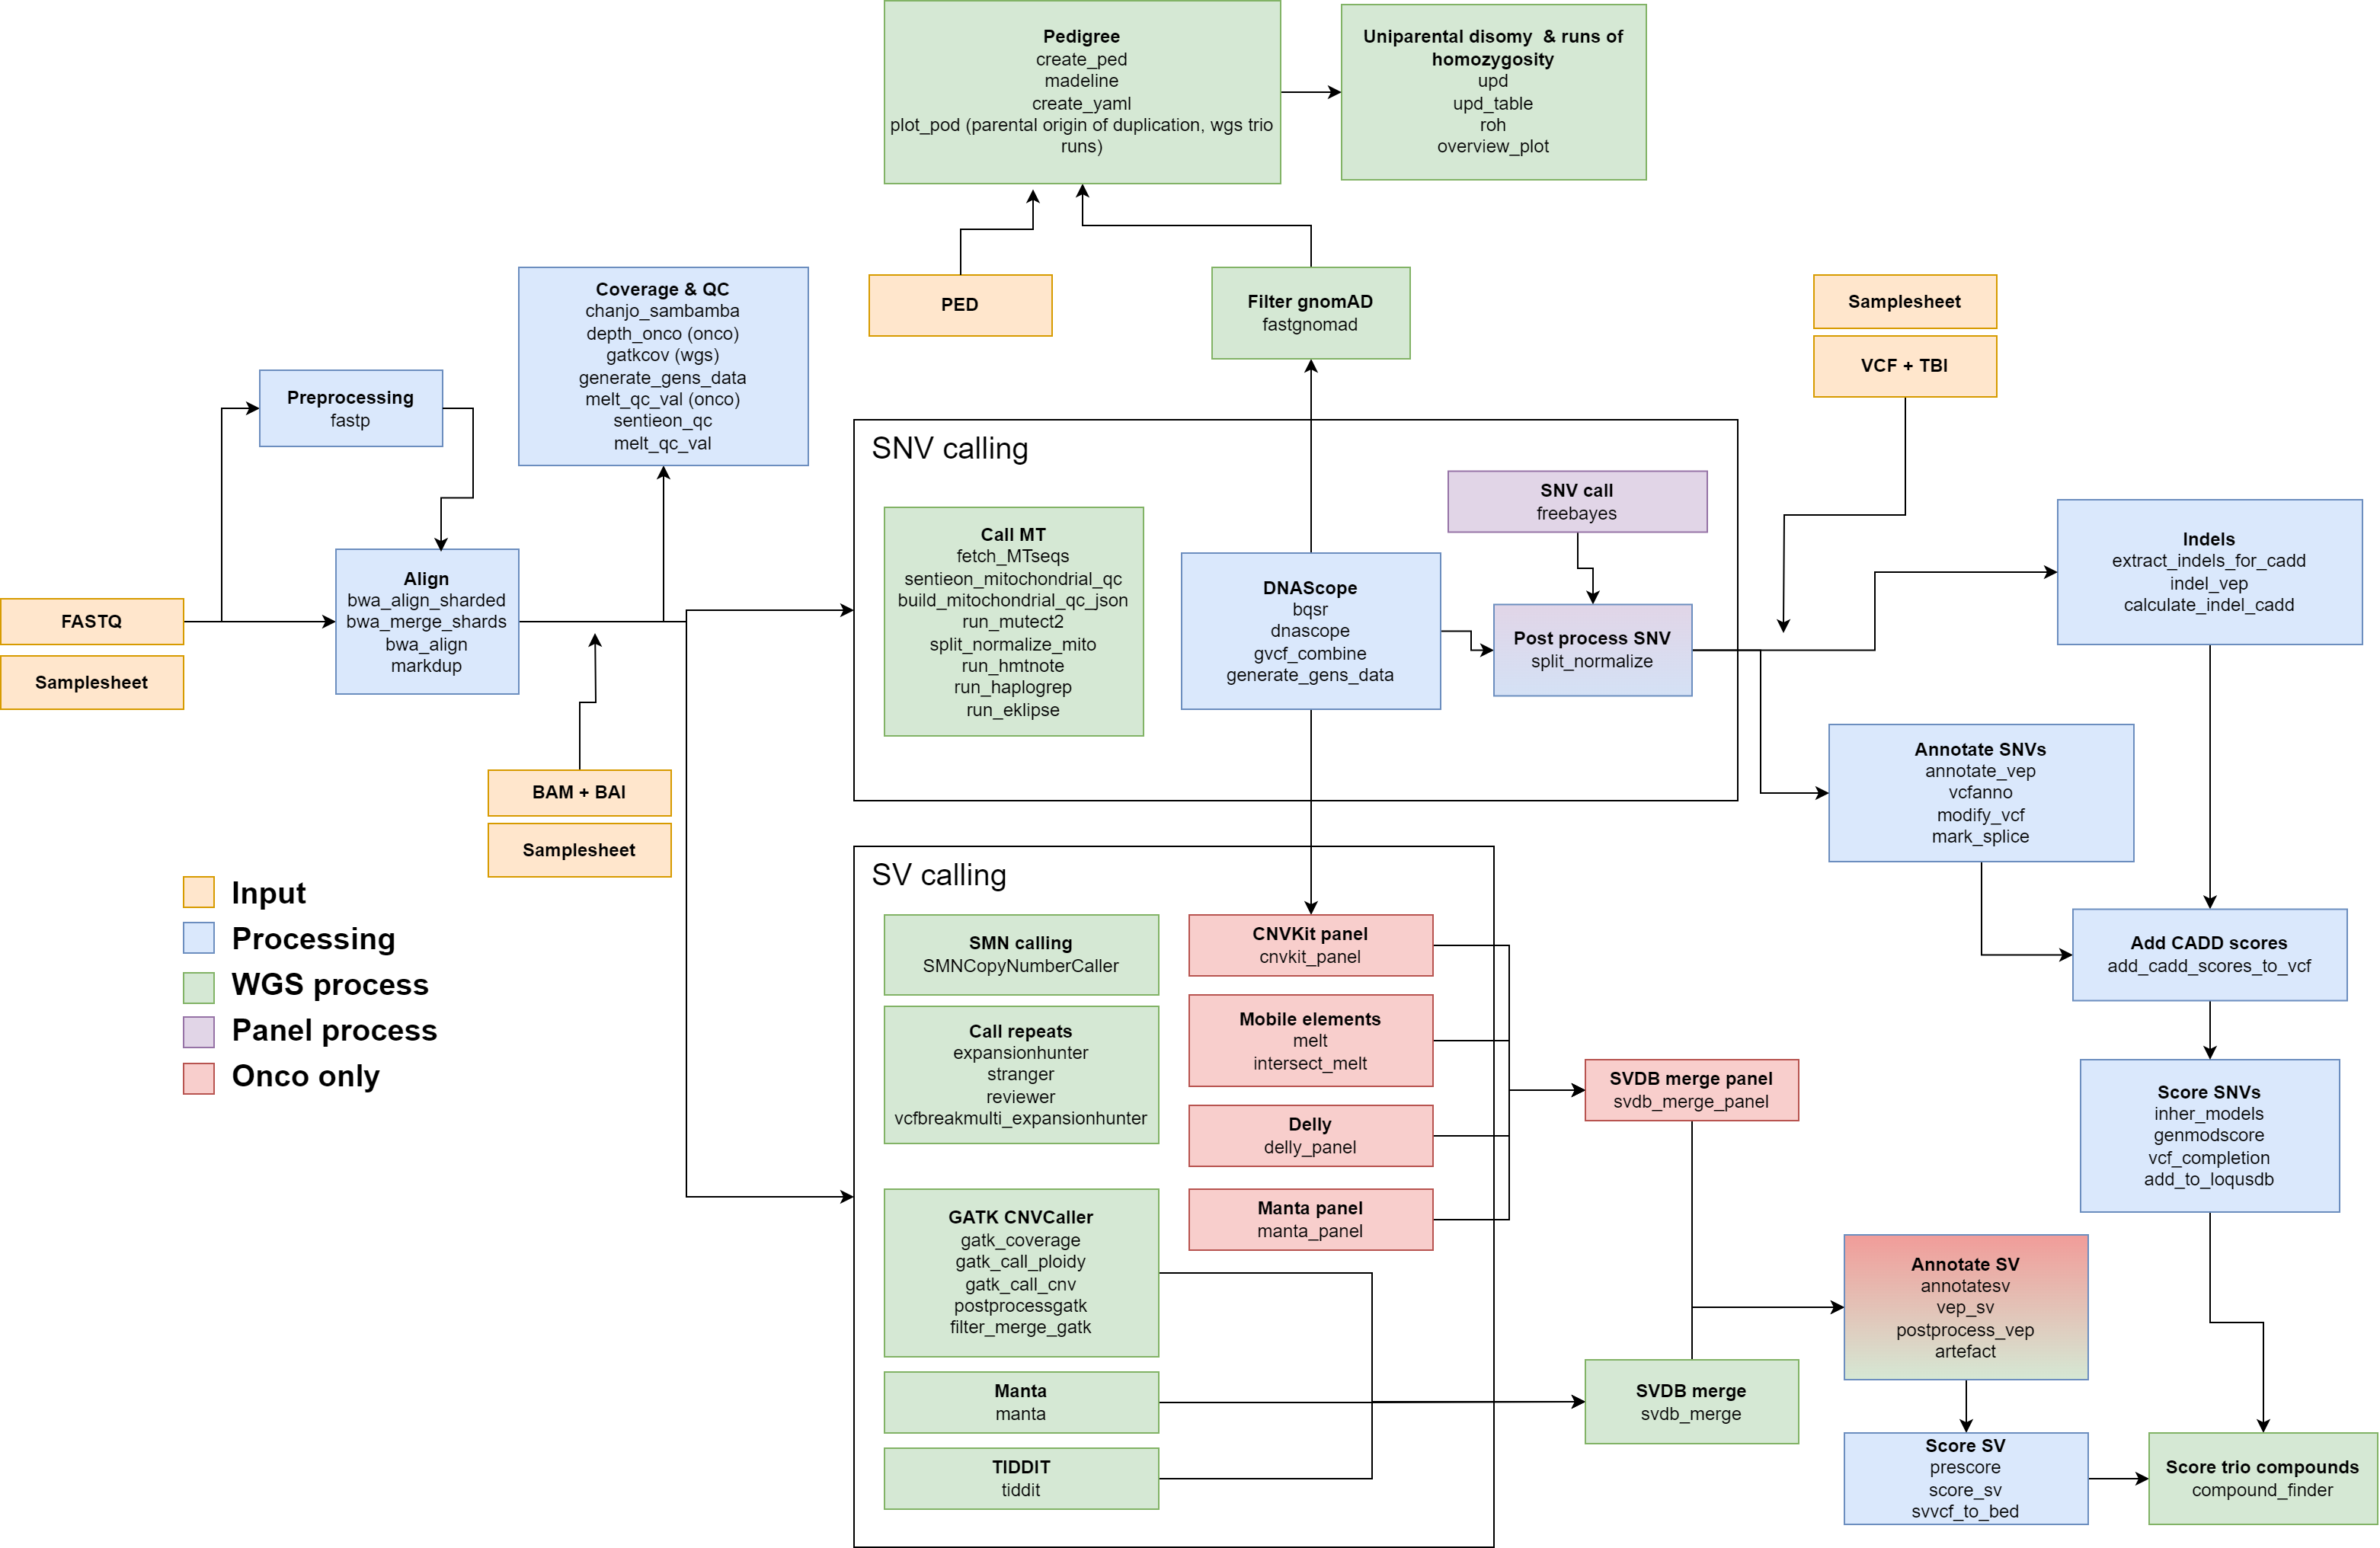 Pedigree
create_ped
madeline
create_yaml
plot_pod (parental origin of duplication, wgs trio
runs)
Uniparental disomy & runs of
homozygosity
upd
upd_table
roh
overview_plot
PED
Filter gnomAD
fastgnomad
Samplesheet
VCF + TBI
Coverage & QC
chanjo_sambamba
depth_onco (onco)
gatkcov (wgs)
generate_gens_data
melt_qc_val (onco)
sentieon_qc
melt_qc_val
Preprocessing
fastp
FASTQ
Samplesheet
Align
bwa_align_sharded
bwa_merge_shards
bwa_align
markdup
BAM + BAI
Samplesheet
SNV calling
Call MT
fetch_MTseqs
sentieon_mitochondrial_qc
build_mitochondrial_qc_json
run_mutect2
split_normalize_mito
run_hmtnote
run_haplogrep
run_eklipse
DNAScope
bqsr
dnascope
gvcf_combine
generate_gens_data
SNV call
freebayes
Post process SNV
split_normalize
Indels
extract_indels_for_cadd
indel_vep
calculate_indel_cadd
Annotate SNVs
annotate_vep
vcfanno
modify_vcf
mark_splice
Add CADD scores
add_cadd_scores_to_vcf
Score SNVs
inher_models
genmodscore
vcf_completion
add_to_loqusdb
Input
Processing
WGS process
Panel process
Onco only
SV calling
SMN calling
SMNCopyNumberCaller
Call repeats
expansionhunter
stranger
reviewer
vcfbreakmulti_expansionhunter
GATK CNVCaller
gatk_coverage
gatk_call_ploidy
gatk_call_cnv
postprocessgatk
filter_merge_gatk
Manta
manta
TIDDIT
tiddit
CNVKit panel
cnvkit_panel
Mobile elements
melt
intersect_melt
Delly
delly_panel
Manta panel
manta_panel
SVDB merge panel
svdb_merge_panel
SVDB merge
svdb_merge
Annotate SV
annotatesv
vep_sv
postprocess_vep
artefact
Score SV
prescore
score_sv
svvcf_to_bed
Score trio compounds
compound_finder